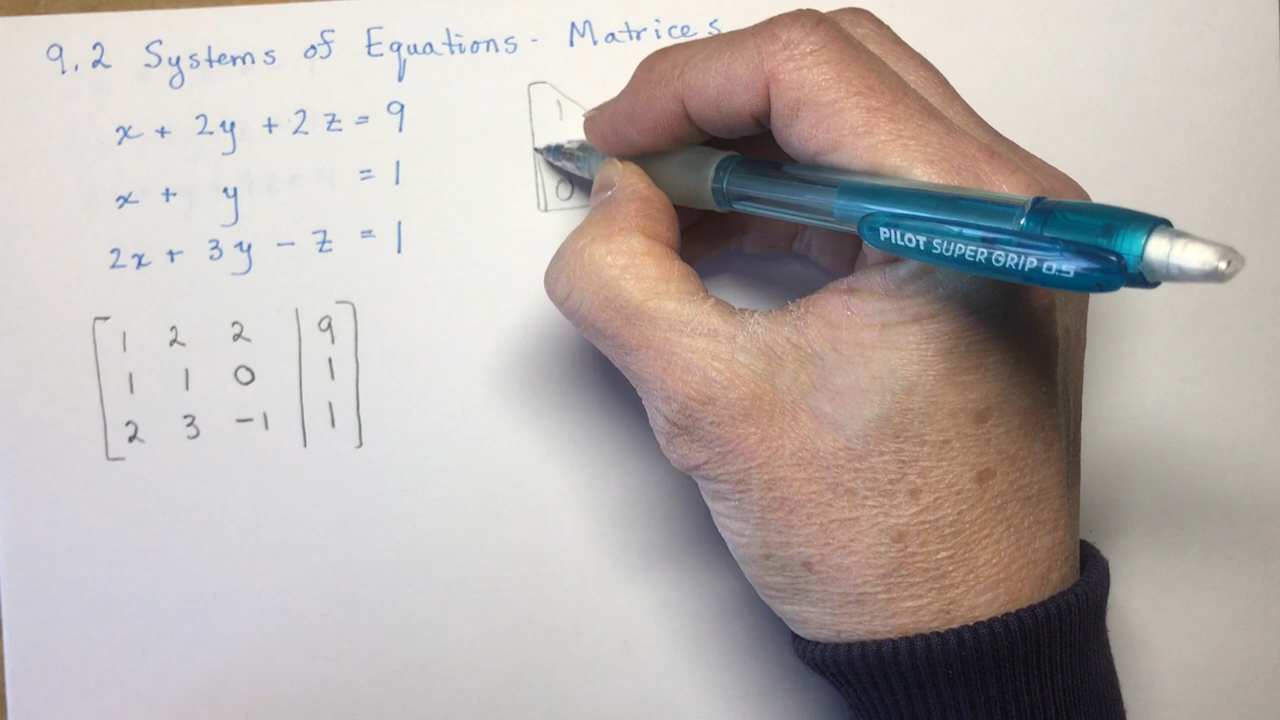 9.2 Systems of Equations - Matrices
x + 2y + 2z = 9
x + y = 1
2x + 3y - z = 1
1 2 2 | 9
1 1 0 | 1
2 3 -1 | 1
1
0
PILOT SUPER GRIP 0.5